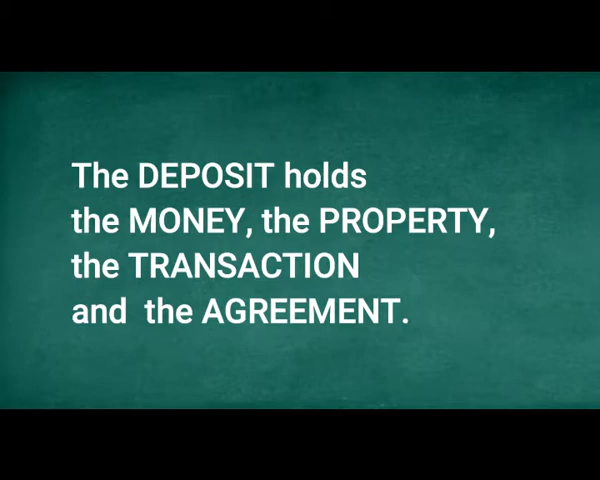 The DEPOSIT holds
the MONEY, the PROPERTY,
the TRANSACTION
and  the AGREEMENT.